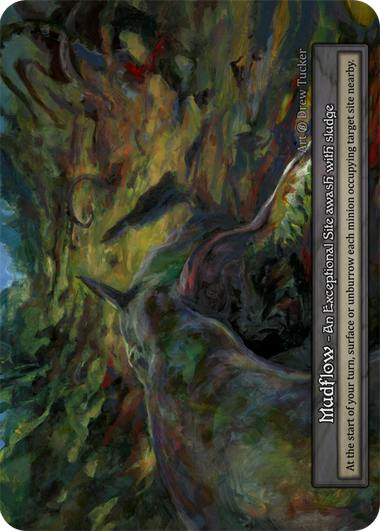 Art © Drew Tucker
Mudflow - An Exceptional Site awash with sludge
At the start of your turn, surface or unburrow each minion occupying target site nearby.